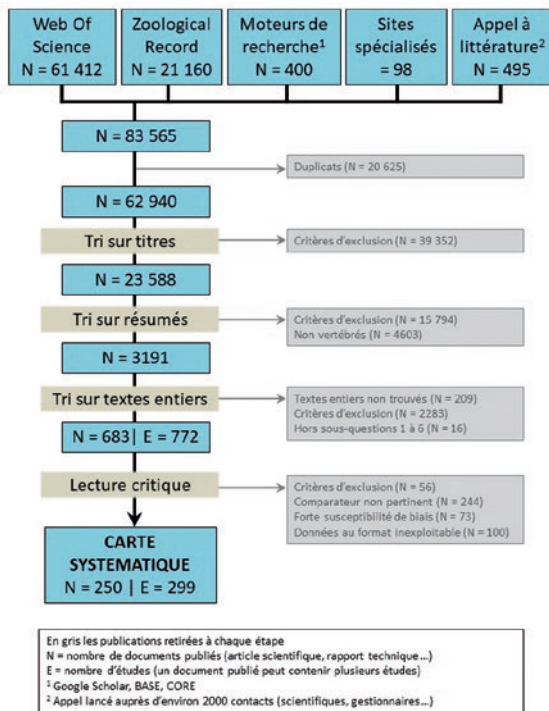 Web Of
Science
N = 61 412
Zoological
Record
N = 21 160
Moteurs de
recherche¹
N = 400
Sites
spécialisés
= 98
Appel à
littérature²
N = 495
N = 83 565
Duplicats (N = 20 625)
N = 62 940
Tri sur titres
Critères d'exclusion (N = 39 352)
N = 23 588
Tri sur résumés
Critères d'exclusion (N = 15 794)
Non vertébrés (N = 4603)
N = 3191
Tri sur textes entiers
Textes entiers non trouvés (N = 209)
Critères d'exclusion (N = 2283)
Hors sous-questions 1 à 6 (N = 16)
N = 683| E = 772
Lecture critique
Critères d'exclusion (N = 56)
Comparateur non pertinent (N = 244)
Forte susceptibilité de biais (N = 73)
Données au format inexploitable (N = 100)
CARTE
SYSTEMATIQUE
N = 250 | E = 299
En gris les publications retirées à chaque étape
N = nombre de documents publiés (article scientifique, rapport technique...)
E = nombre d'études (un document publié peut contenir plusieurs études)
¹ Google Scholar, BASE, CORE
² Appel lancé auprès d'environ 2000 contacts (scientifiques, gestionnaires...)